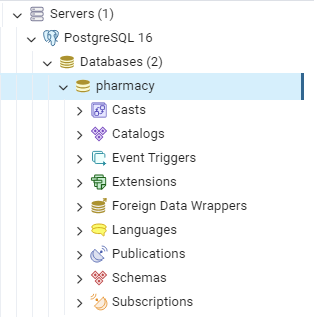 Servers (1)
PostgreSQL 16
Databases (2)
pharmacy
Casts
Catalogs
Event Triggers
Extensions
Foreign Data Wrappers
Languages
Publications
Schemas
Subscriptions